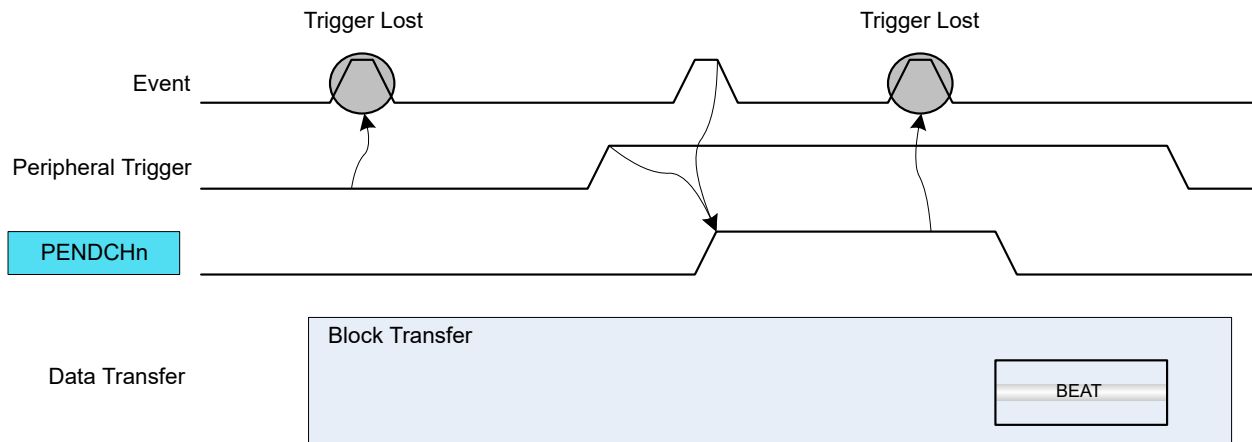 Trigger Lost
Trigger Lost
Event
Peripheral Trigger
PENDCHn
Block Transfer
Data Transfer
BEAT